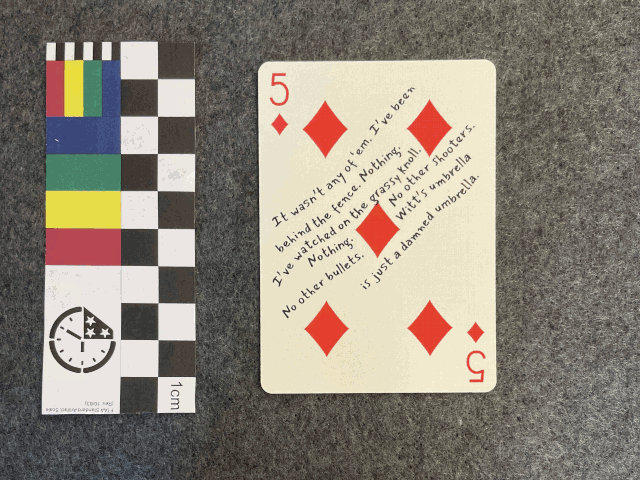 5
It wasn't any of 'em. I've been
behind the fence. Nothing.
I've watched on the grassy knoll.
Nothing. No other shooters.
No other bullets. Witt's umbrella
is just a damned umbrella.
5
1cm